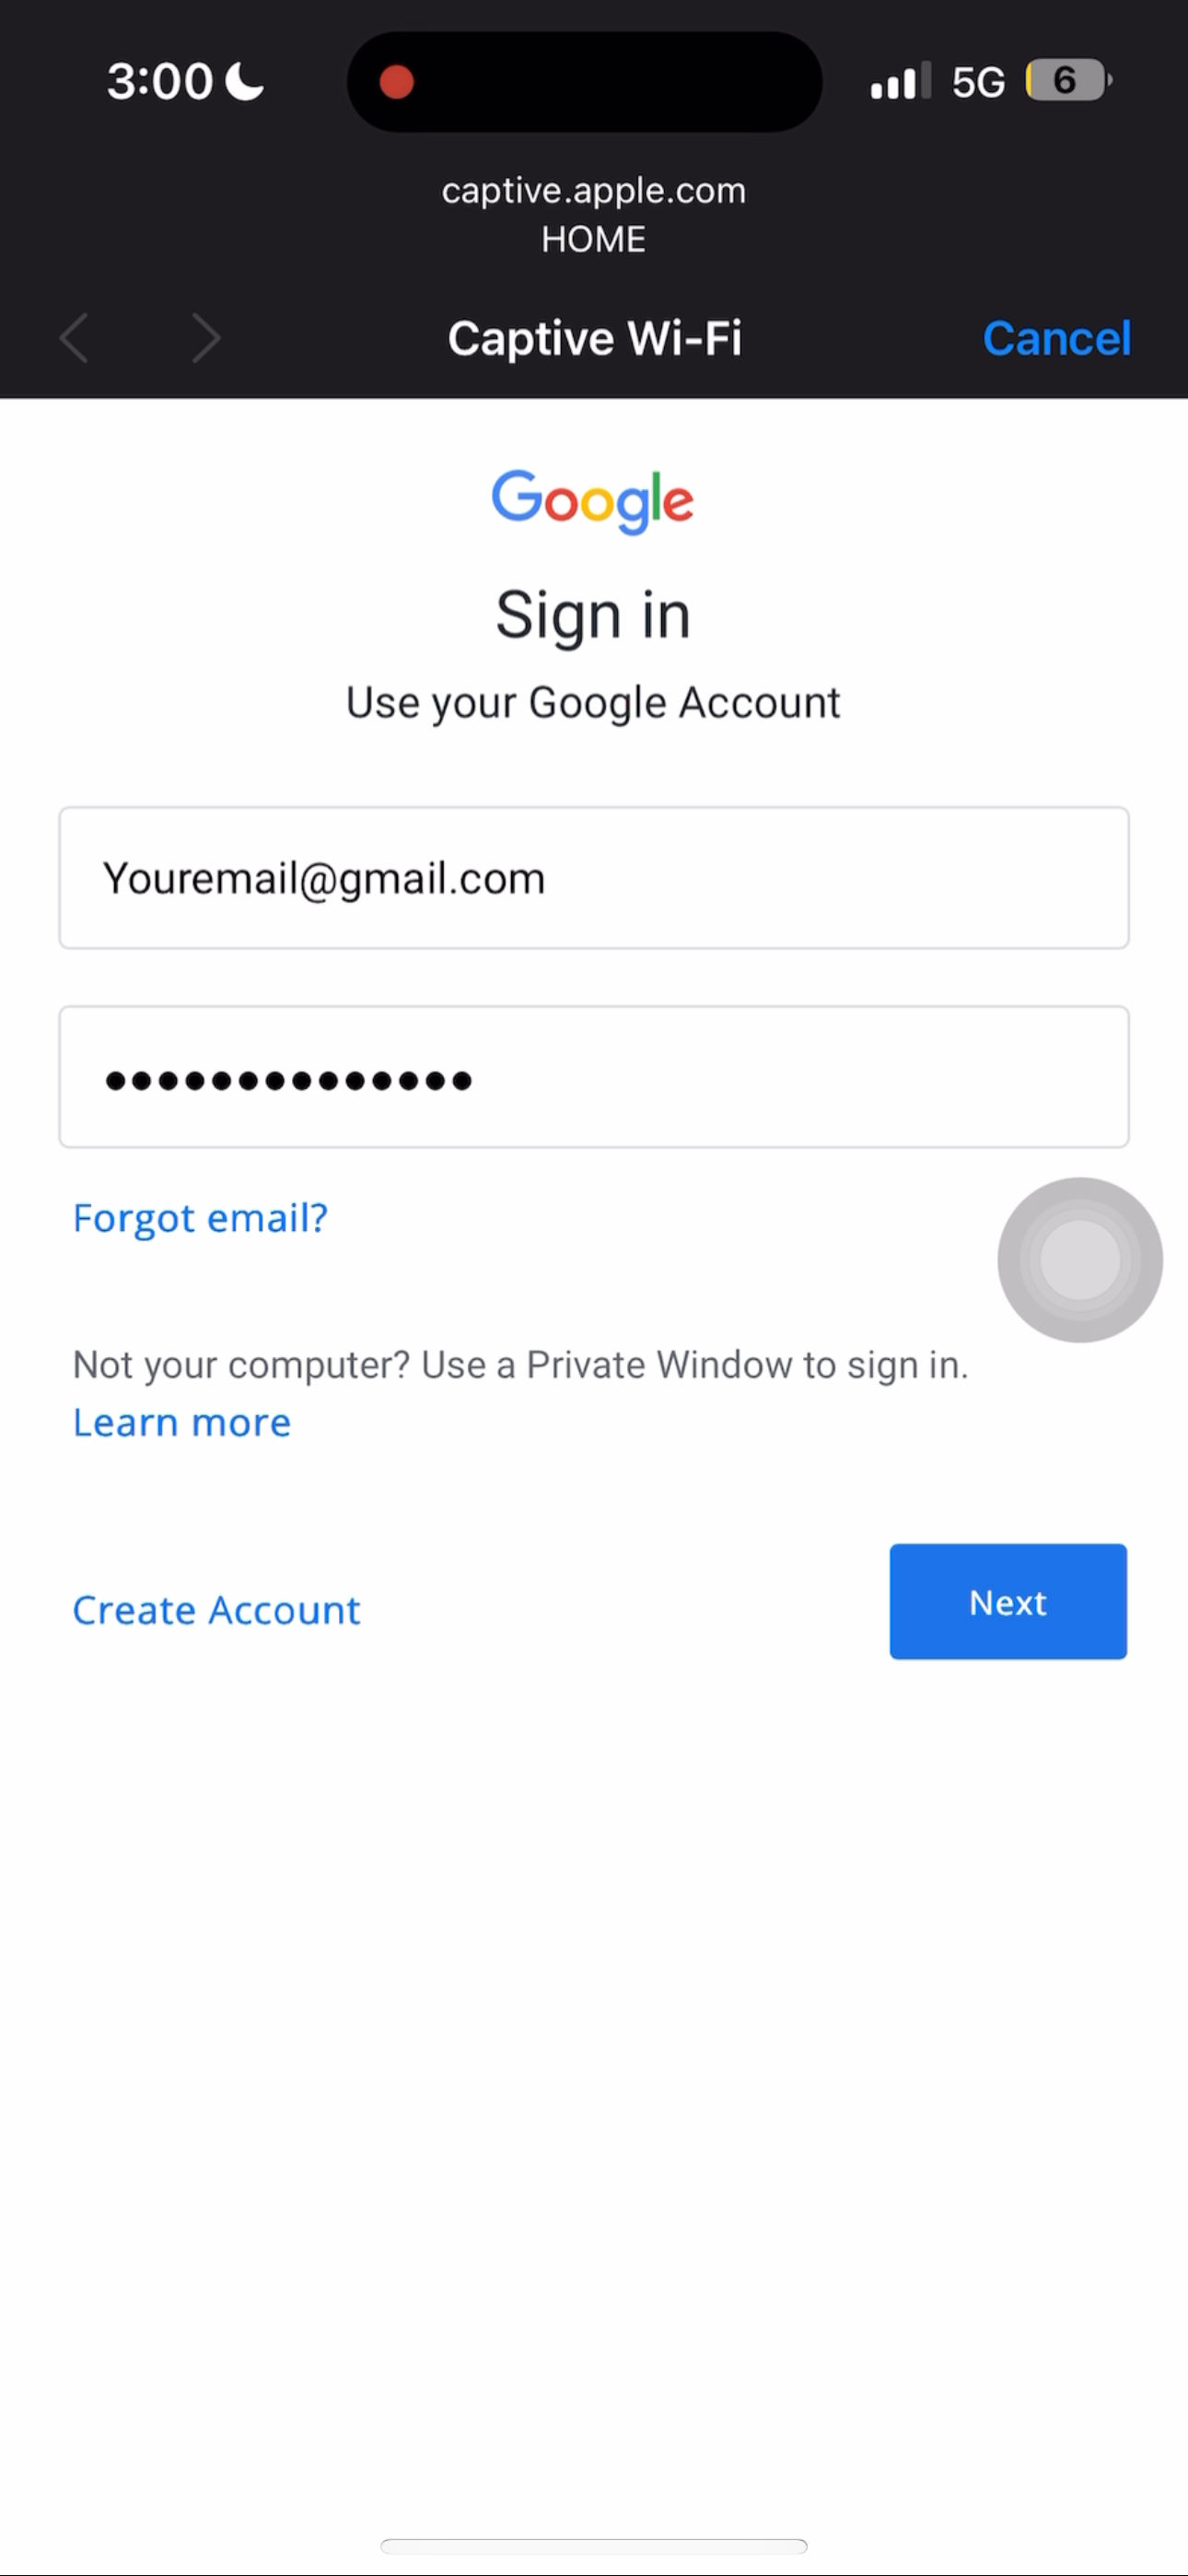 3:00
5G
6
captive.apple.com
HOME
Captive Wi-Fi
Cancel
Google
Sign in
Use your Google Account
Youremail@gmail.com
••••••••••••••
Forgot email?
Not your computer? Use a Private Window to sign in.
Learn more
Create Account
Next